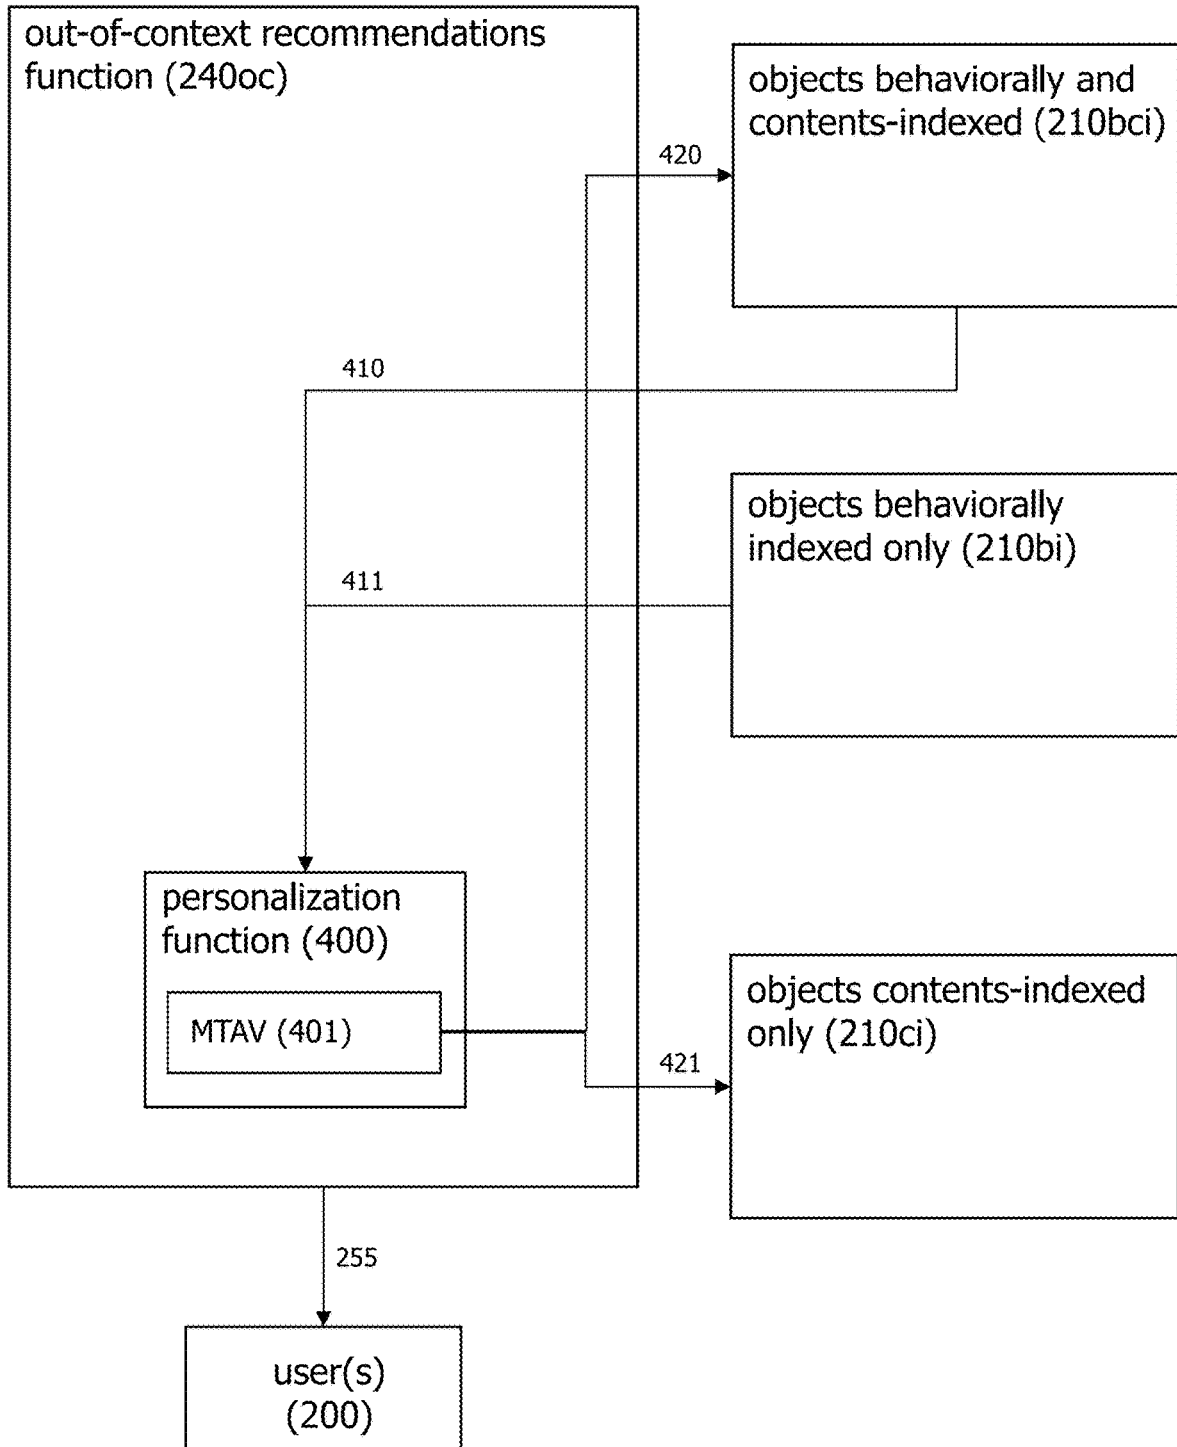 out-of-context recommendations
function (240oc)
objects behaviorally and
contents-indexed (210bci)
420
410
objects behaviorally
indexed only (210bi)
411
personalization
function (400)
MTAV (401)
objects contents-indexed
only (210ci)
421
255
user(s)
(200)